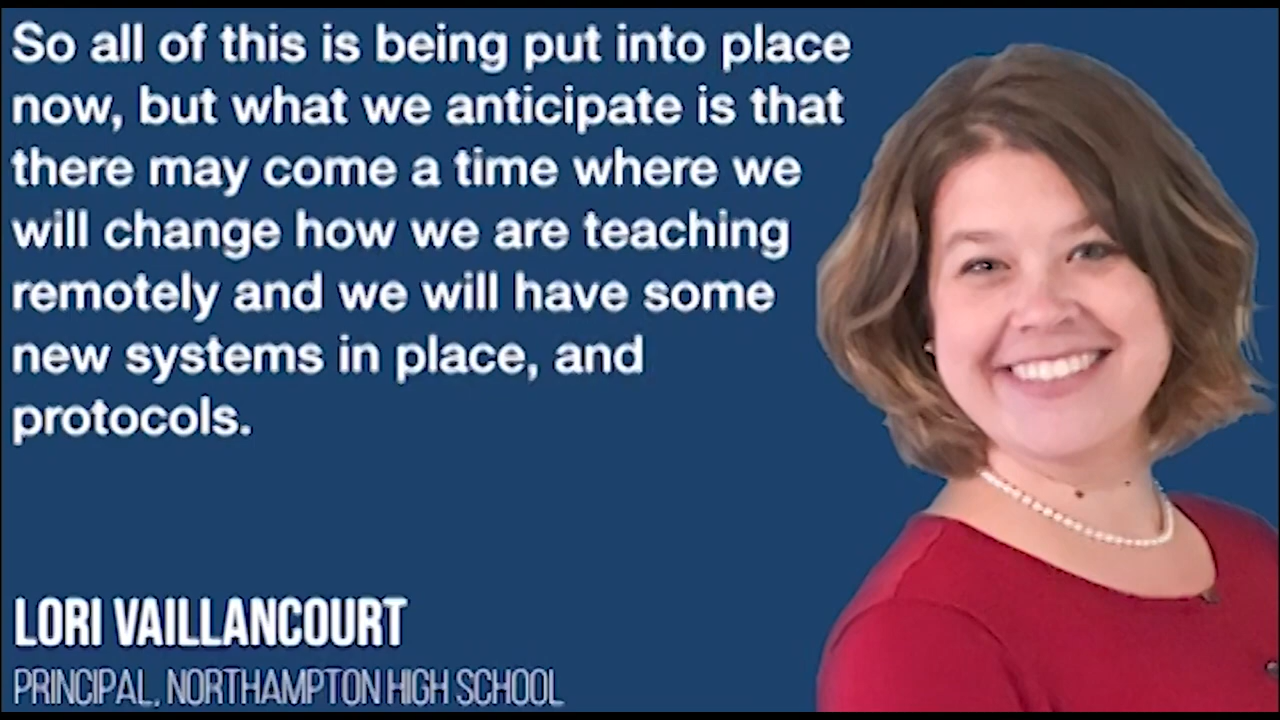 So all of this is being put into place
now, but what we anticipate is that
there may come a time where we
will change how we are teaching
remotely and we will have some
new systems in place, and
protocols.
LORI VAILLANCOURT
PRINCIPAL, NORTHAMPTON HIGH SCHOOL